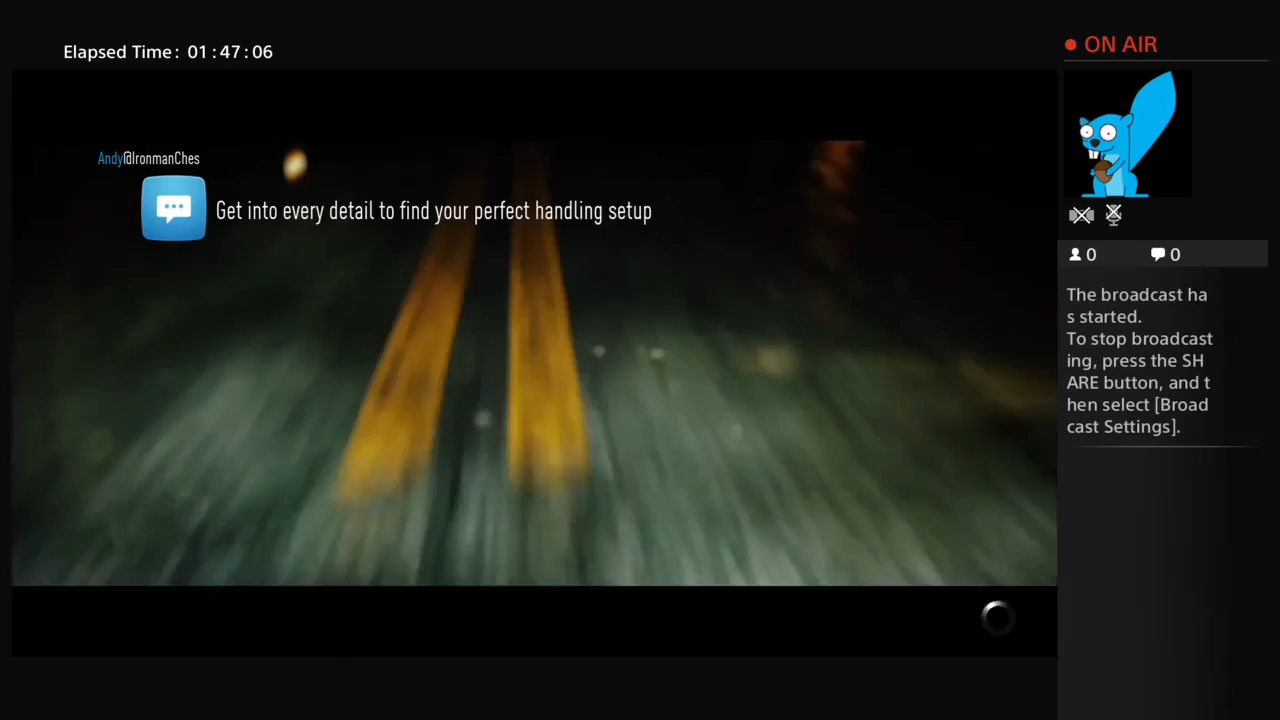 Elapsed Time: 01:47:06
ON AIR
Andy@IronmanChes
Get into every detail to find your perfect handling setup
0 0
The broadcast ha
s started.
To stop broadcast
ing, press the SH
ARE button, and t
hen select [Broad
cast Settings].